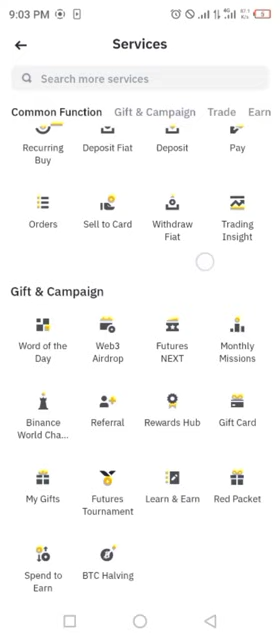 9:03 PM
Services
Search more services
Common Function Gift & Campaign Trade Earn
Recurring Buy
Deposit Fiat
Deposit
Pay
Orders
Sell to Card
Withdraw Fiat
Trading Insight
Gift & Campaign
Word of the Day
Web3 Airdrop
Futures NEXT
Monthly Missions
Binance World Cha...
Referral
Rewards Hub
Gift Card
My Gifts
Futures Tournament
Learn & Earn
Red Packet
Spend to Earn
BTC Halving